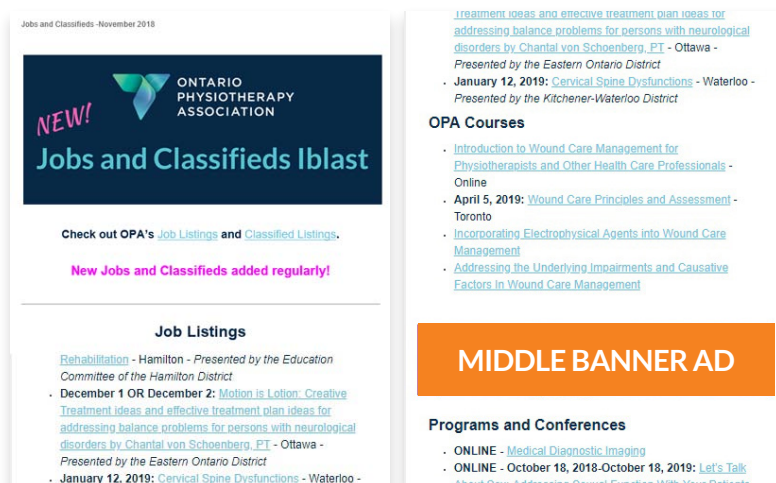 Jobs and Classifieds -November 2018
ONTARIO
PHYSIOTHERAPY
ASSOCIATION
NEW!
Jobs and Classifieds Iblast
Check out OPA's Job Listings and Classified Listings.
New Jobs and Classifieds added regularly!
Job Listings
Rehabilitation - Hamilton - Presented by the Education
Committee of the Hamilton District
December 1 OR December 2: Motion is Lotion: Creative
Treatment ideas and effective treatment plan ideas for
addressing balance problems for persons with neurological
disorders by Chantal von Schoenberg, PT - Ottawa -
Presented by the Eastern Ontario District
January 12, 2019: Cervical Spine Dysfunctions - Waterloo -
Treatment ideas and effective treatment plan ideas for
addressing balance problems for persons with neurological
disorders by Chantal von Schoenberg, PT - Ottawa -
Presented by the Eastern Ontario District
January 12, 2019: Cervical Spine Dysfunctions - Waterloo -
Presented by the Kitchener-Waterloo District
OPA Courses
Introduction to Wound Care Management for
Physiotherapists and Other Health Care Professionals -
Online
April 5, 2019: Wound Care Principles and Assessment -
Toronto
Incorporating Electrophysical Agents into Wound Care
Management
Addressing the Underlying Impairments and Causative
Factors In Wound Care Management
MIDDLE BANNER AD
Programs and Conferences
ONLINE - Medical Diagnostic Imaging
ONLINE - October 18, 2018-October 18, 2019: Let's Talk
About Sex: Addressing Sexual Function With Your Patients